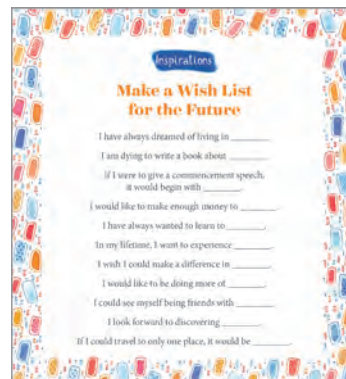 Inspirations
Make a Wish List
for the Future
I have always dreamed of living in ________.
I am dying to write a book about ________.
If I were to give a commencement speech,
it would begin with ________.
I would like to make enough money to ________.
I have always wanted to learn to ________.
In my lifetime, I want to experience ________.
I wish I could make a difference in ________.
I would like to be doing more of ________.
I could see myself being friends with ________.
I look forward to discovering ________.
If I could travel to only one place, it would be ________.